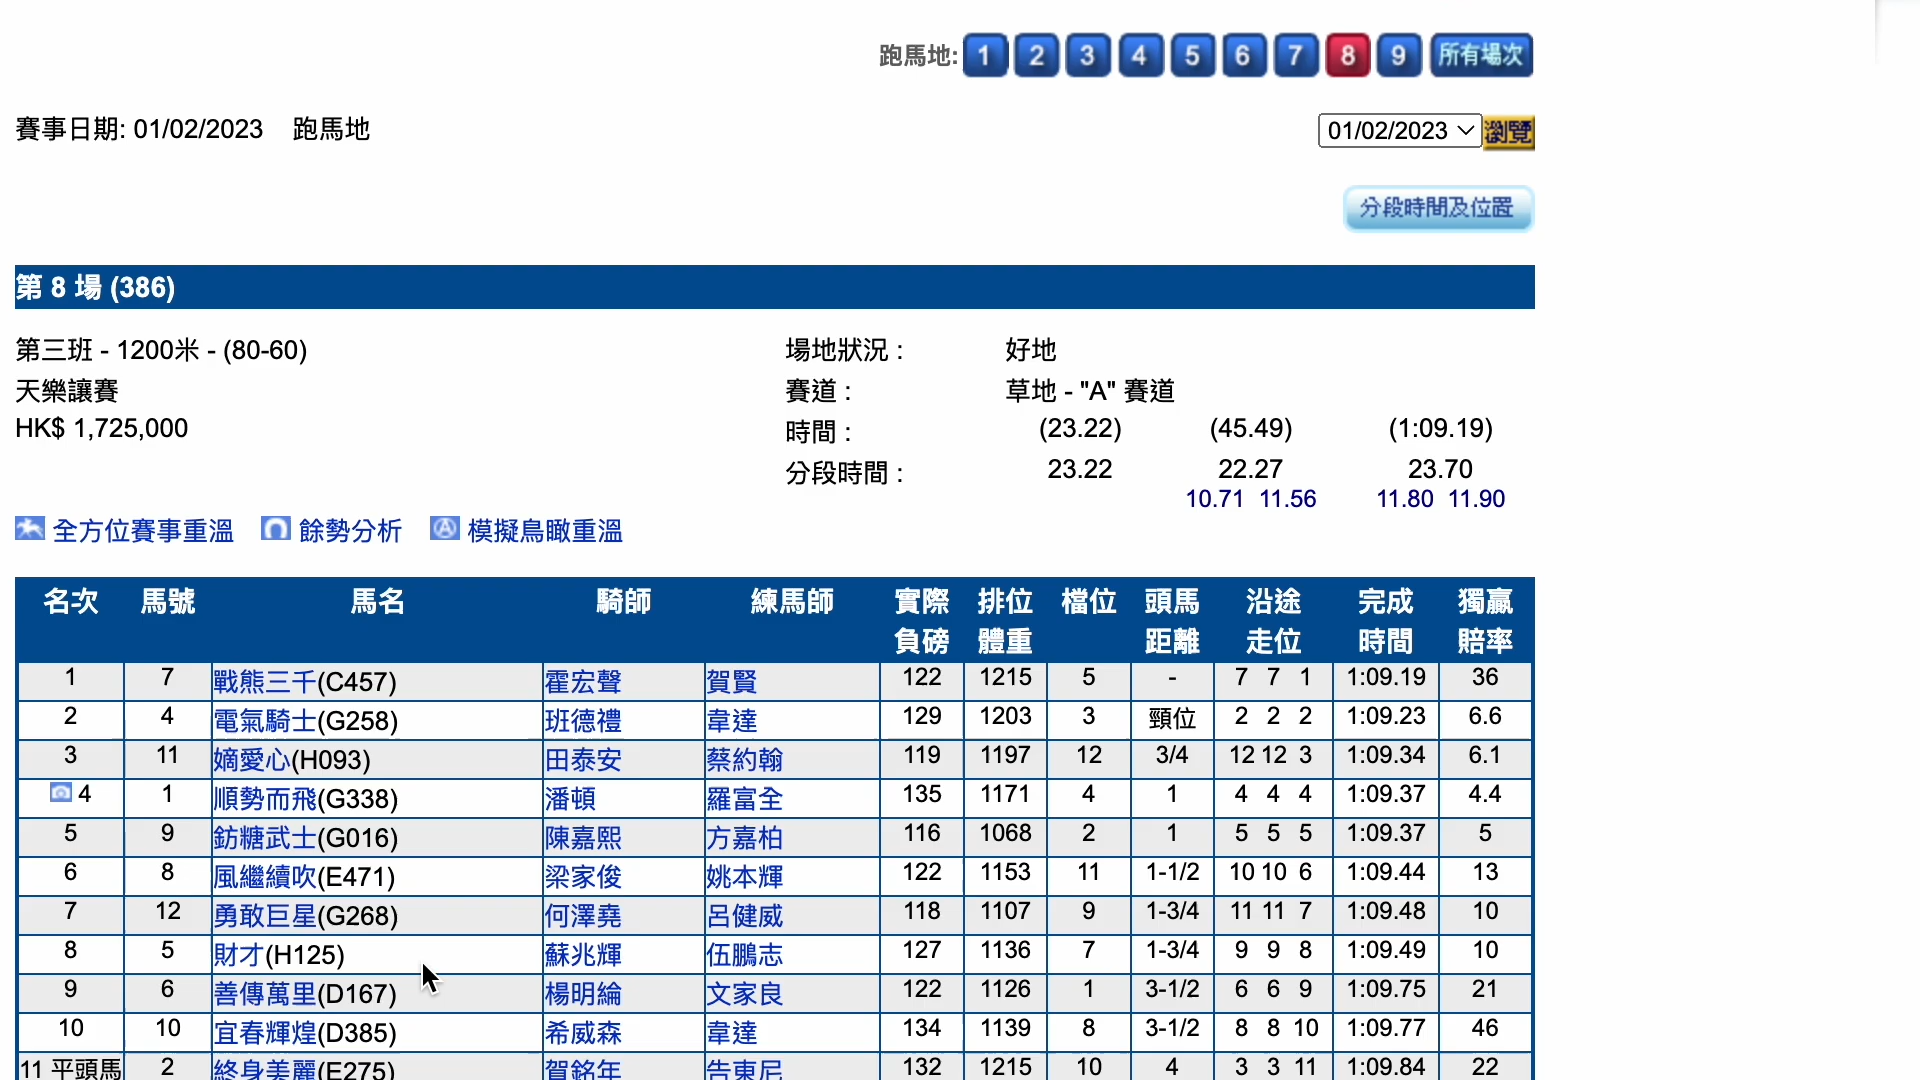 跑馬地: 1 2 3 4 5 6 7 8 9 所有場次
賽事日期: 01/02/2023 跑馬地 01/02/2023 瀏覽
分段時間及位置
第 8 場 (386)
第三班 - 1200米 - (80-60) 場地狀況 : 好地
天樂讓賽 賽道 : 草地 - "A" 賽道
HK$ 1,725,000 時間 : (23.22) (45.49) (1:09.19)
分段時間 : 23.22 22.27 23.70
10.71 11.56 11.80 11.90
全方位賽事重溫 餘勢分析 模擬鳥瞰重溫
名次 馬號 馬名 騎師 練馬師 實際負磅 排位體重 檔位 頭馬距離 沿途走位 完成時間 獨贏賠率
1 7 戰熊三千(C457) 霍宏聲 賀賢 122 1215 5 - 7 7 1 1:09.19 36
2 4 電氣騎士(G258) 班德禮 韋達 129 1203 3 頸位 2 2 2 1:09.23 6.6
3 11 嫡愛心(H093) 田泰安 蔡約翰 119 1197 12 3/4 12 12 3 1:09.34 6.1
4 1 順勢而飛(G338) 潘頓 羅富全 135 1171 4 1 4 4 4 1:09.37 4.4
5 9 鈁糖武士(G016) 陳嘉熙 方嘉柏 116 1068 2 1 5 5 5 1:09.37 5
6 8 風繼續吹(E471) 梁家俊 姚本輝 122 1153 11 1-1/2 10 10 6 1:09.44 13
7 12 勇敢巨星(G268) 何澤堯 呂健威 118 1107 9 1-3/4 11 11 7 1:09.48 10
8 5 財才(H125) 蘇兆輝 伍鵬志 127 1136 7 1-3/4 9 9 8 1:09.49 10
9 6 善傳萬里(D167) 楊明綸 文家良 122 1126 1 3-1/2 6 6 9 1:09.75 21
10 10 宜春輝煌(D385) 希威森 韋達 134 1139 8 3-1/2 8 8 10 1:09.77 46
11 平頭馬 2 終身美麗(E275) 賀銘年 告東尼 132 1215 10 4 3 3 11 1:09.84 22